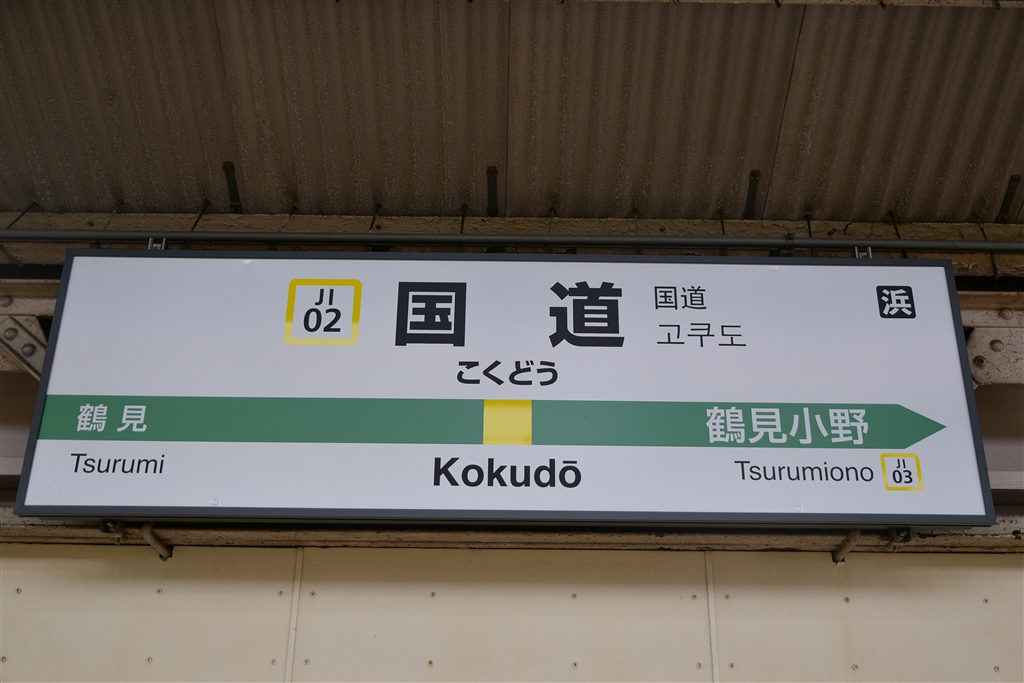 JI
02
国道
国道
고쿠도
浜
こくどう
鶴見
鶴見小野
Tsurumi
Kokudō
Tsurumiono
JI
03